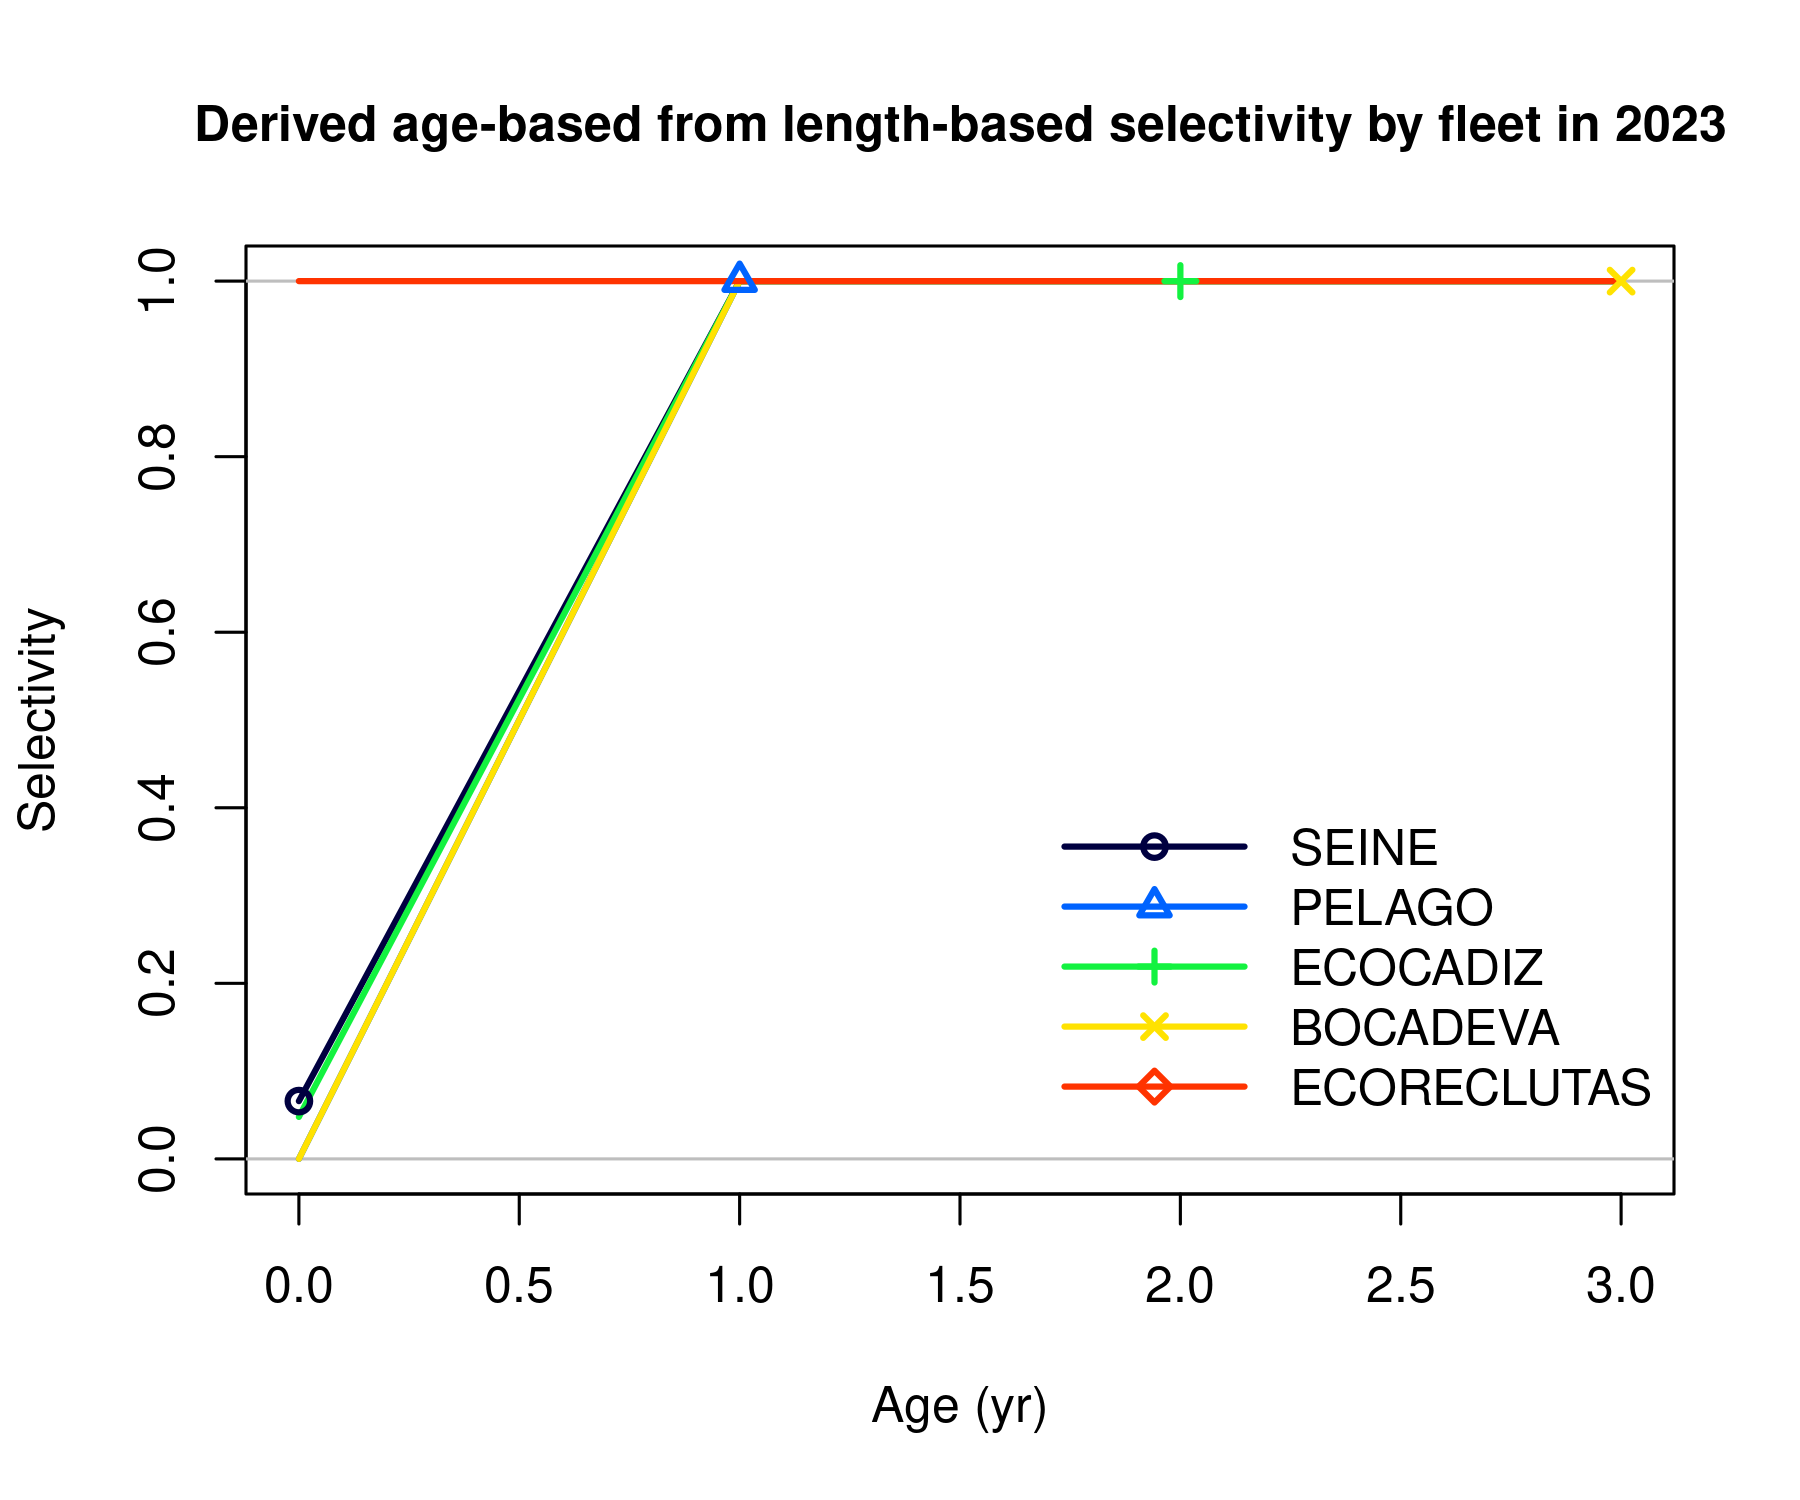 Derived age-based from length-based selectivity by fleet in 2023
Selectivity
1.0
0.8
0.6
0.4
0.2
0.0
SEINE
PELAGO
ECOCADIZ
BOCADEVA
ECORECLUTAS
0.0 0.5 1.0 1.5 2.0 2.5 3.0
Age (yr)